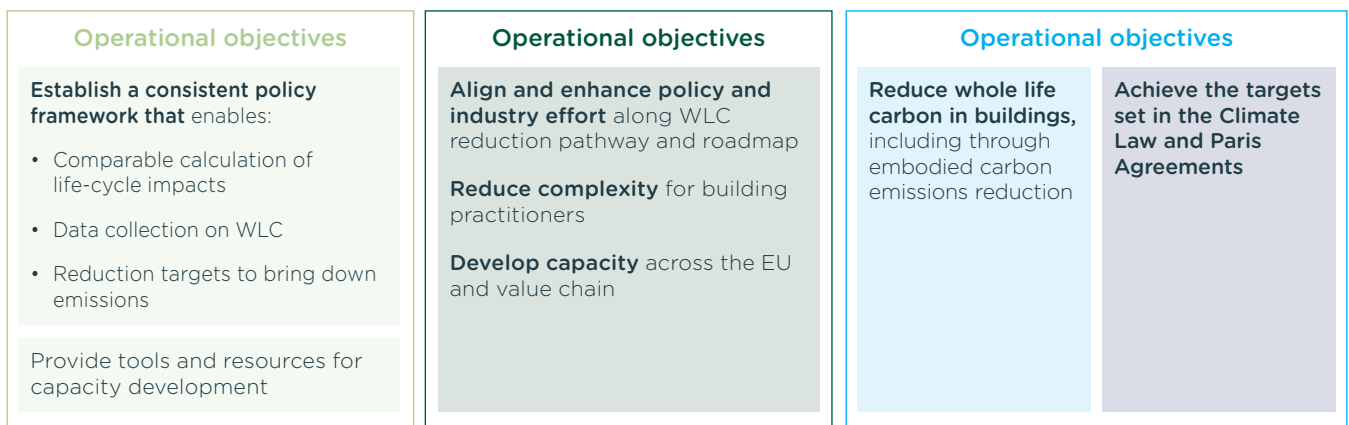 Operational objectives
Establish a consistent policy
framework that enables:
• Comparable calculation of
life-cycle impacts
• Data collection on WLC
• Reduction targets to bring down
emissions
Provide tools and resources for
capacity development
Operational objectives
Align and enhance policy and
industry effort along WLC
reduction pathway and roadmap
Reduce complexity for building
practitioners
Develop capacity across the EU
and value chain
Operational objectives
Reduce whole life
carbon in buildings,
including through
embodied carbon
emissions reduction
Achieve the targets
set in the Climate
Law and Paris
Agreements